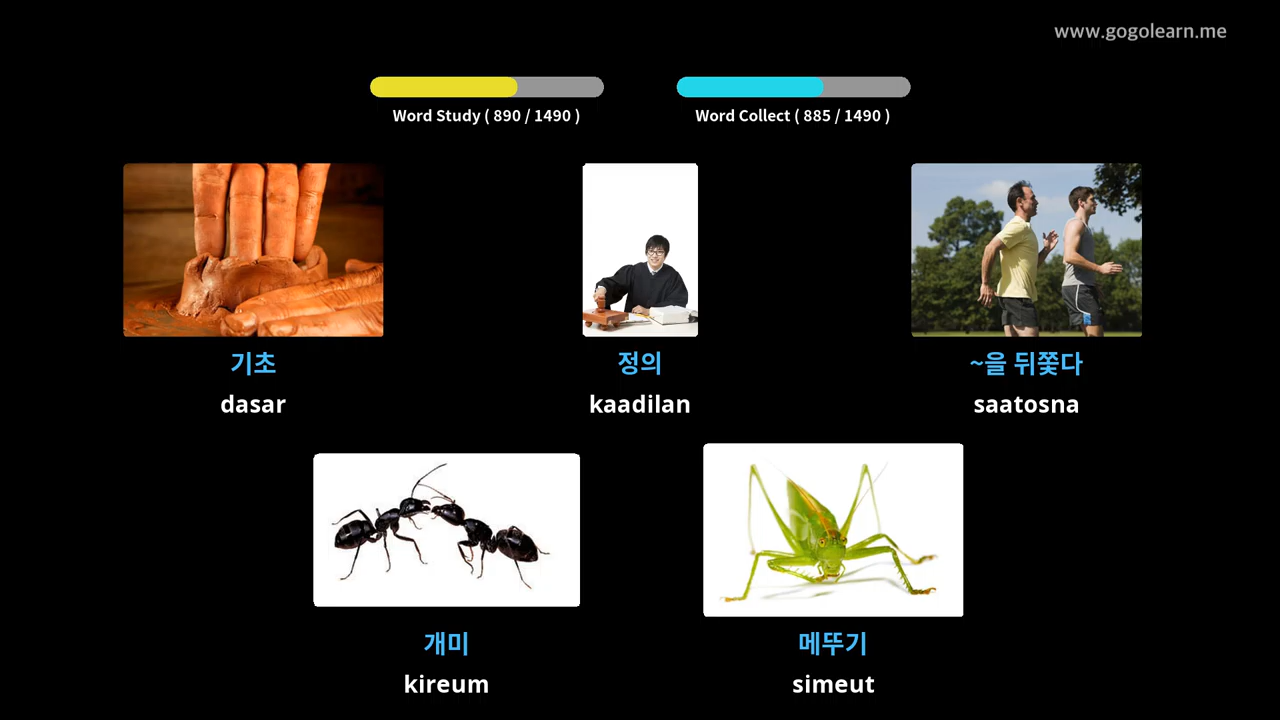 www.gogolearn.me
Word Study ( 890 / 1490 )
Word Collect ( 885 / 1490 )
기초
dasar
정의
kaadilan
~을 뒤쫓다
saatosna
개미
kireum
메뚜기
simeut